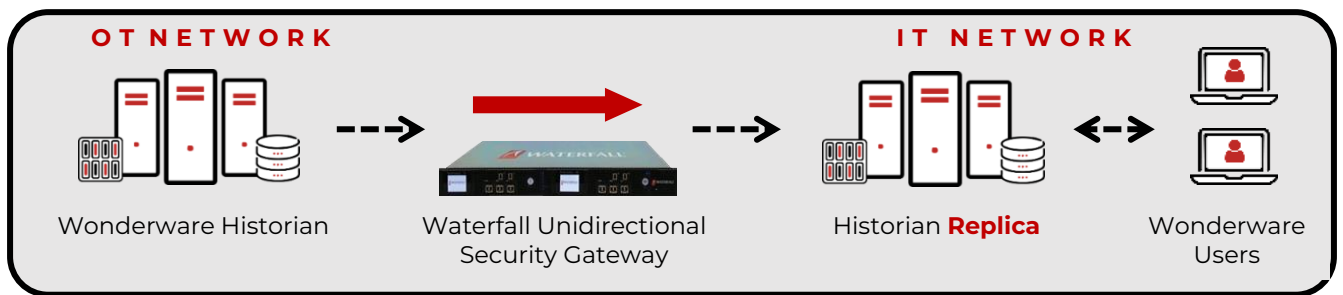 OT NETWORK
IT NETWORK
WATERFALL
Wonderware Historian
Waterfall Unidirectional
Security Gateway
Historian Replica
Wonderware
Users